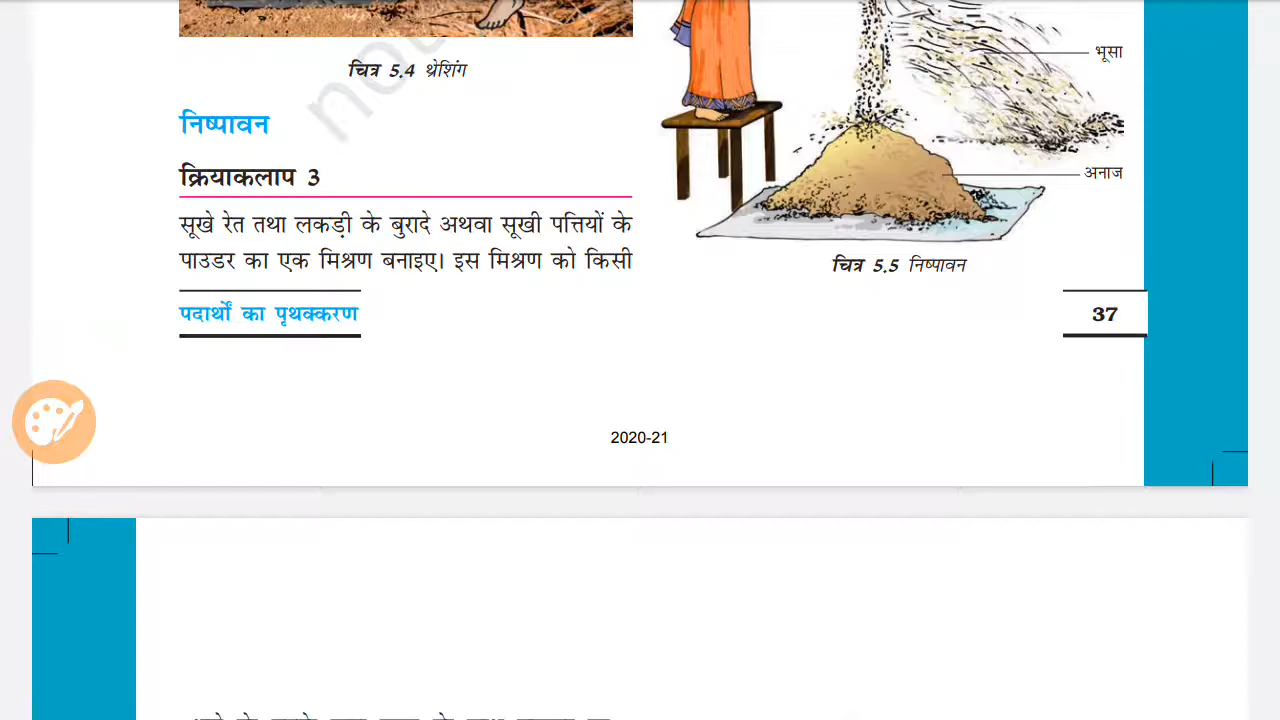 चित्र 5.4 थ्रेशिंग
निष्पावन
क्रियाकलाप 3
सूखे रेत तथा लकड़ी के बुरादे अथवा सूखी पत्तियों के
पाउडर का एक मिश्रण बनाइए। इस मिश्रण को किसी
भूसा
अनाज
चित्र 5.5 निष्पावन
पदार्थों का पृथक्करण
37
2020-21